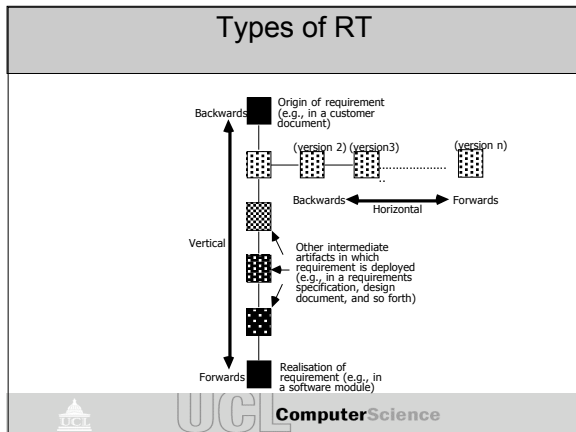 Types of RT
Backwards
Origin of requirement
(e.g., in a customer
document)
(version 2)
(version3)
(version n)
..............
..
Backwards
Forwards
Horizontal
Vertical
Other intermediate
artifacts in which
requirement is deployed
(e.g., in a requirements
specification, design
document, and so forth)
Forwards
Realisation of
requirement (e.g., in
a software module)
UCL
UCL
ComputerScience